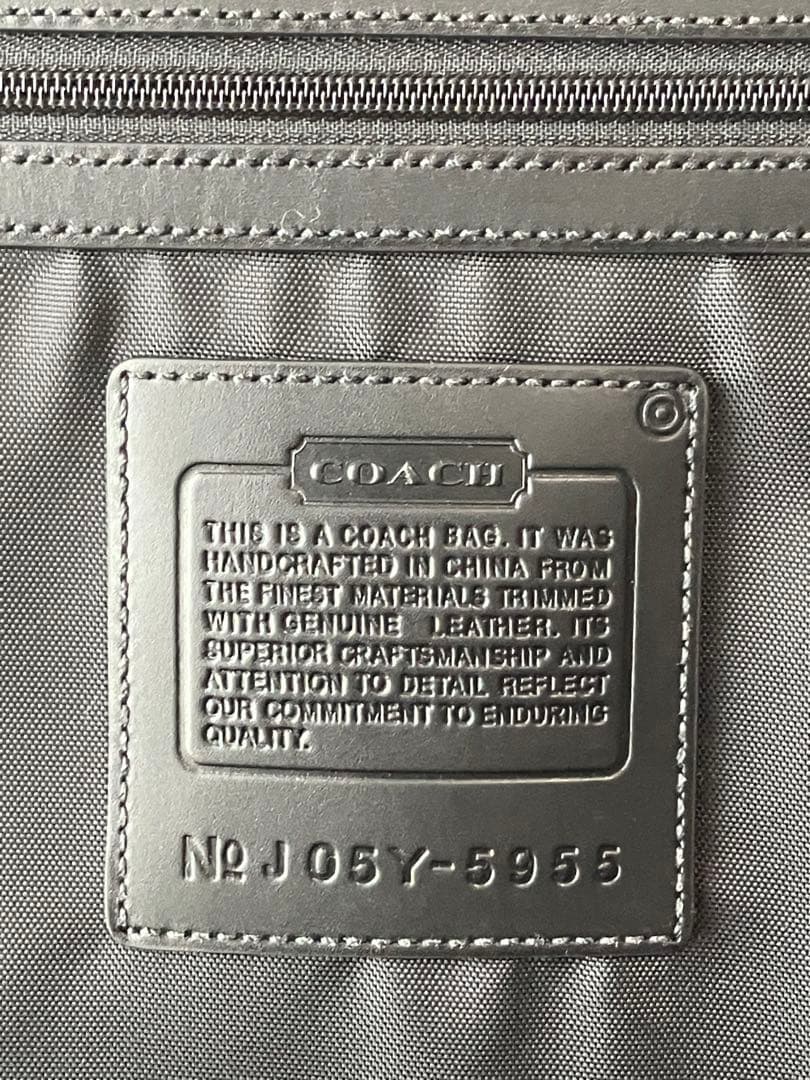 COACH
THIS IS A COACH BAG. IT WAS
HANDCRAFTED IN CHINA FROM
THE FINEST MATERIALS TRIMMED
WITH GENUINE LEATHER. ITS
SUPERIOR CRAFTSMANSHIP AND
ATTENTION TO DETAIL REFLECT
OUR COMMITMENT TO ENDURING
QUALITY.
Nº J05Y-5955